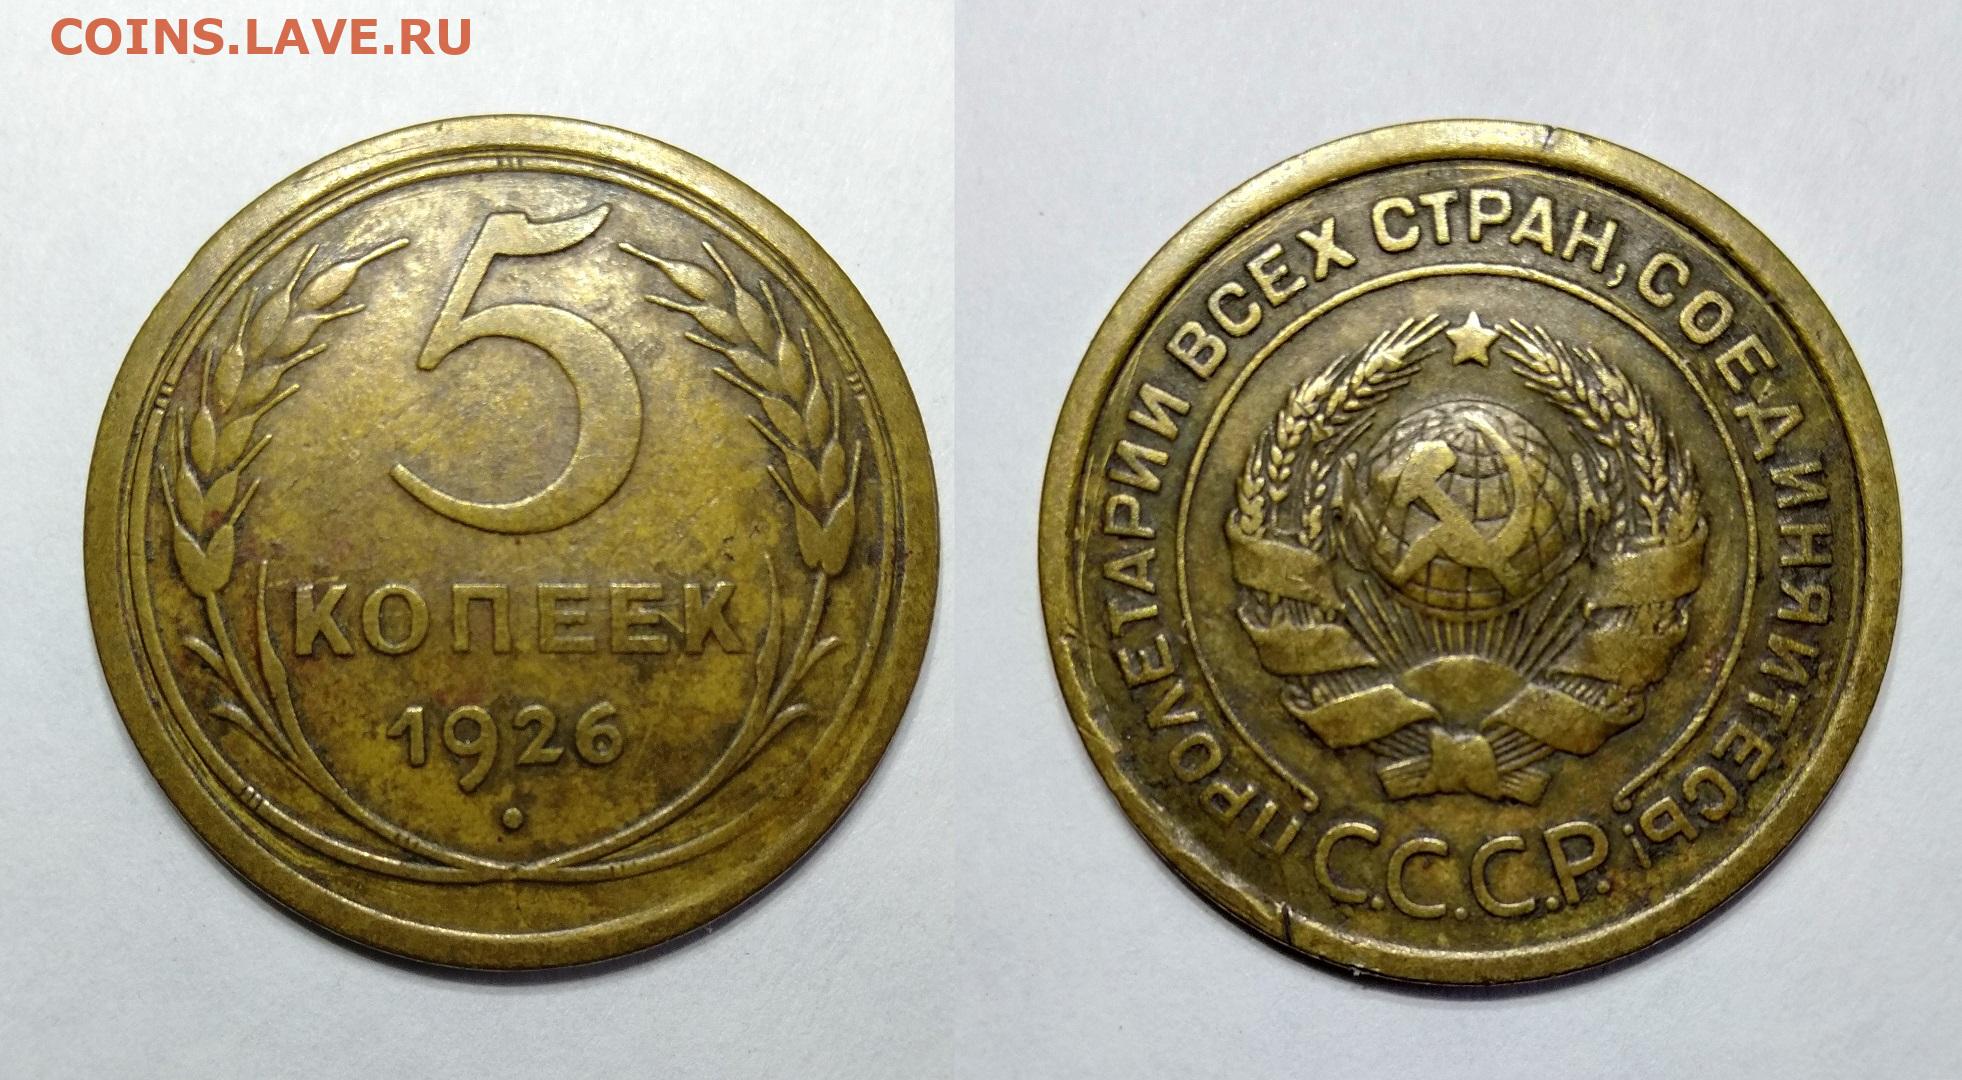 COINS.LAVE.RU
5
КОПЕЕК
1926
ПРОЛЕТАРИИ ВСЕХ СТРАН, СОЕДИНЯЙТЕСЬ!
С.С.С.Р.